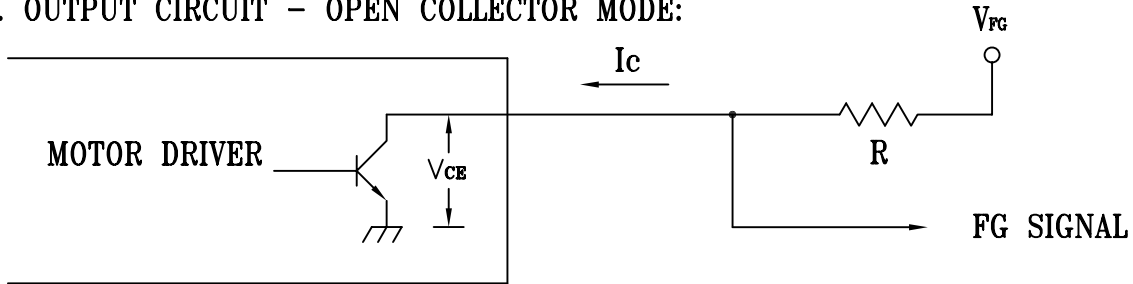 . OUTPUT CIRCUIT - OPEN COLLECTOR MODE:
VFG
Ic
MOTOR DRIVER
VCE
R
FG SIGNAL